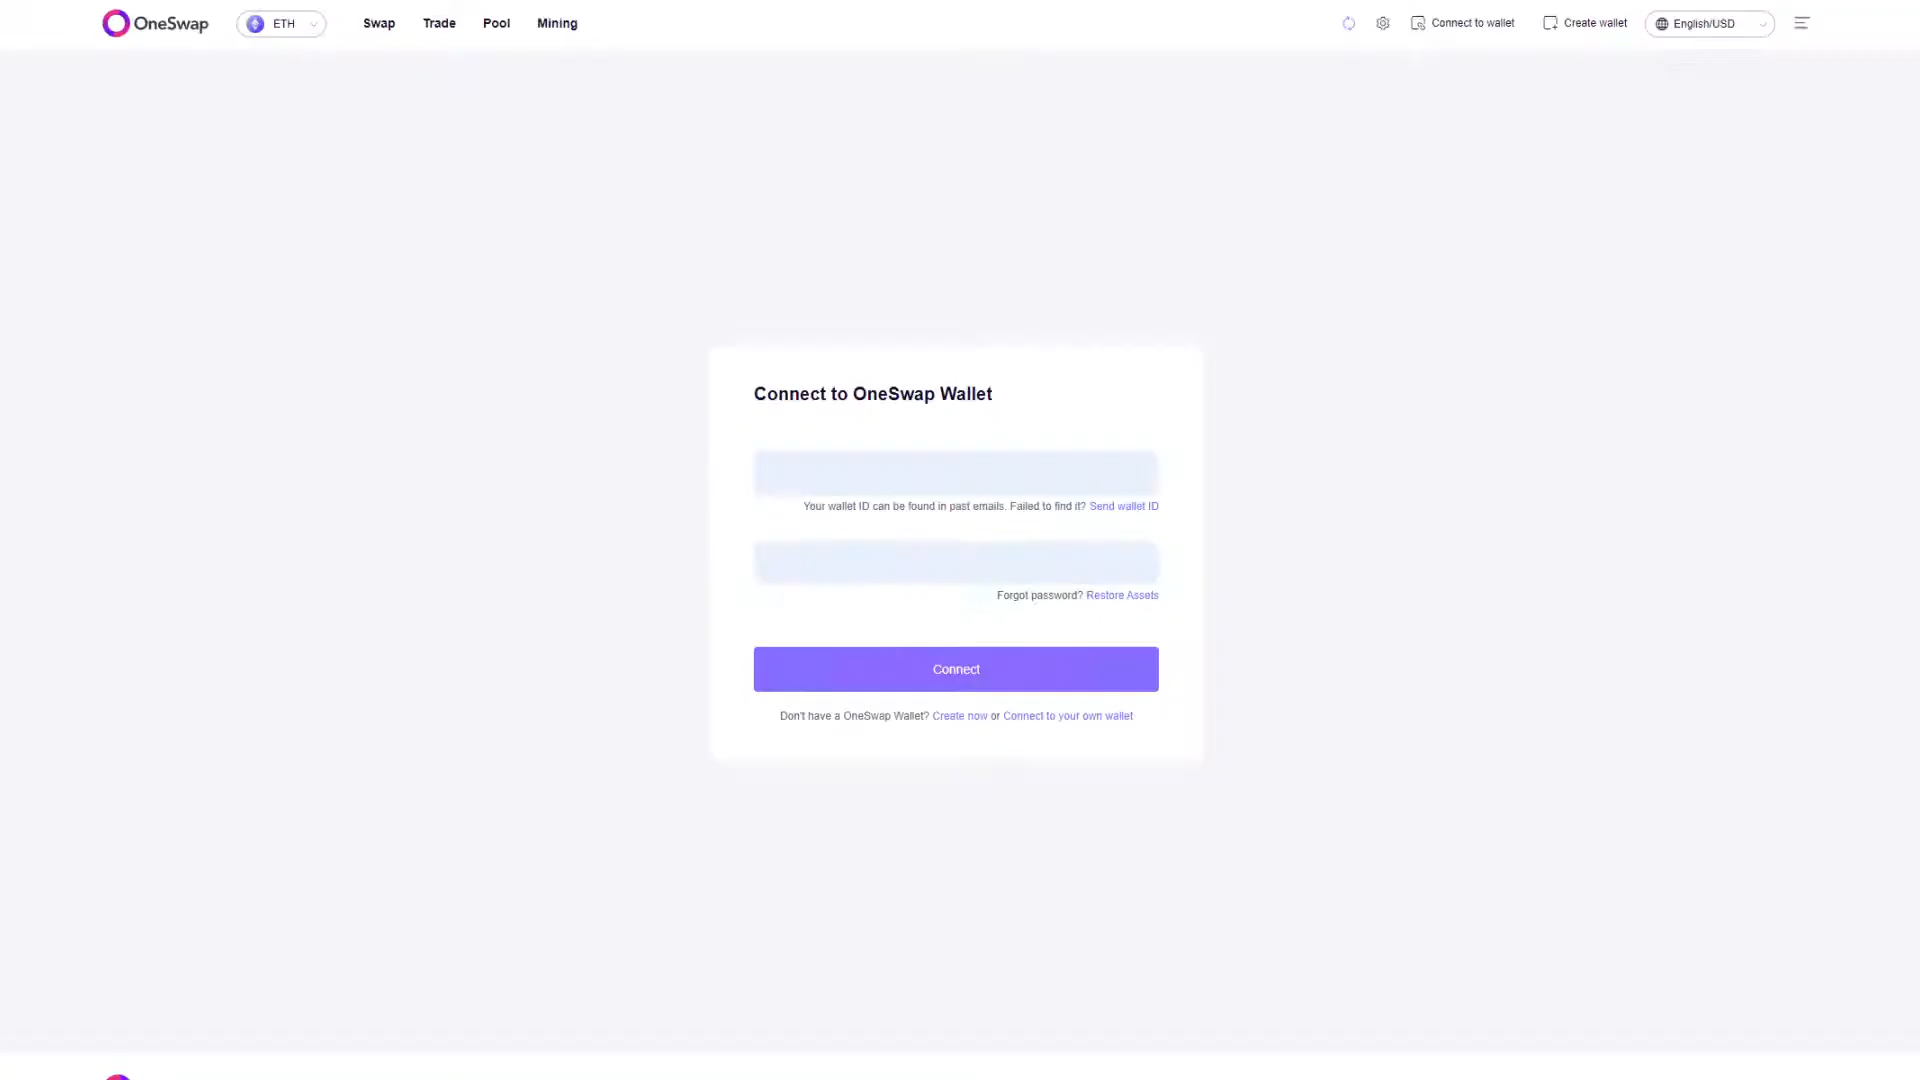 OneSwap ETH Swap Trade Pool Mining Connect to wallet Create wallet English/USD
Connect to OneSwap Wallet
Your wallet ID can be found in past emails. Failed to find it? Send wallet ID
Forgot password? Restore Assets
Connect
Don't have a OneSwap Wallet? Create now or Connect to your own wallet